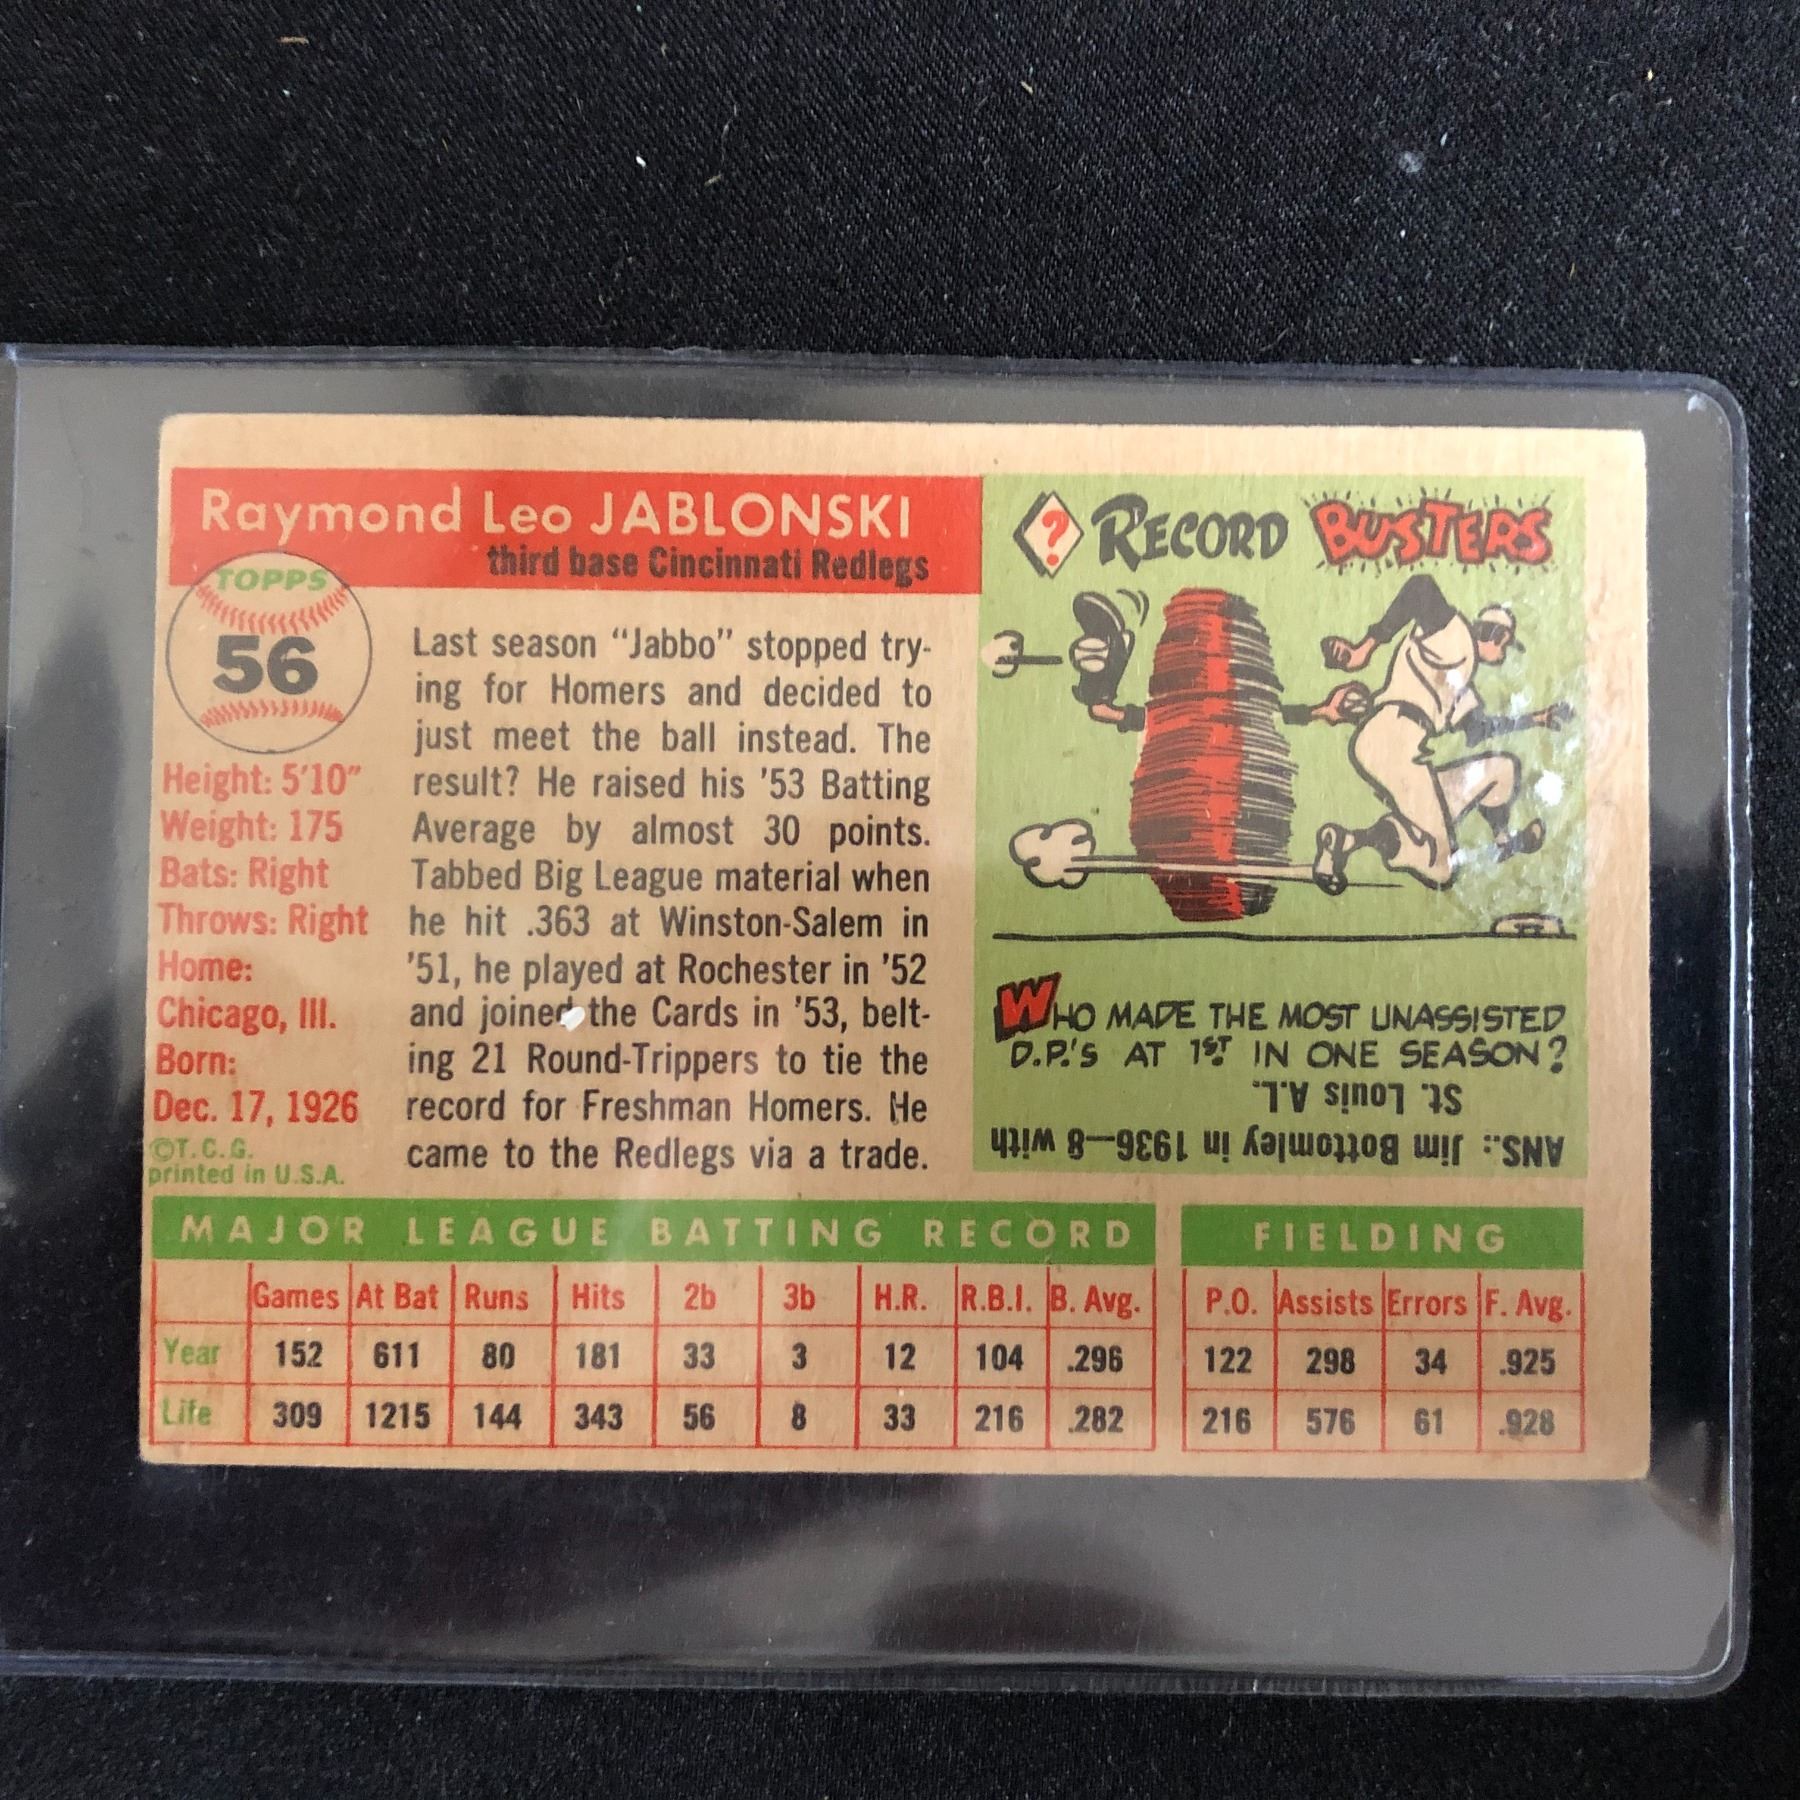 Raymond Leo JABLONSKI
third base Cincinnati Redlegs
TOPPS
56
Height: 5'10"
Weight: 175
Bats: Right
Throws: Right
Home:
Chicago, Ill.
Born:
Dec. 17, 1926
©T.C.G.
printed in U.S.A.
Last season "Jabbo" stopped try-
ing for Homers and decided to
just meet the ball instead. The
result? He raised his '53 Batting
Average by almost 30 points.
Tabbed Big League material when
he hit .363 at Winston-Salem in
'51, he played at Rochester in '52
and joined the Cards in '53, belt-
ing 21 Round-Trippers to tie the
record for Freshman Homers. He
came to the Redlegs via a trade.
? RECORD BUSTERS
WHO MADE THE MOST UNASSISTED
D.P.'S AT 1ST IN ONE SEASON?
ANS.: Jim Bottomley in 1936—8 with
St. Louis A.L.
MAJOR LEAGUE BATTING RECORD
Games At Bat Runs Hits 2b 3b H.R. R.B.I. B. Avg.
Year 152 611 80 181 33 3 12 104 .296
Life 309 1215 144 343 56 8 33 216 .282
FIELDING
P.O. Assists Errors F. Avg.
122 298 34 .925
216 576 61 .928